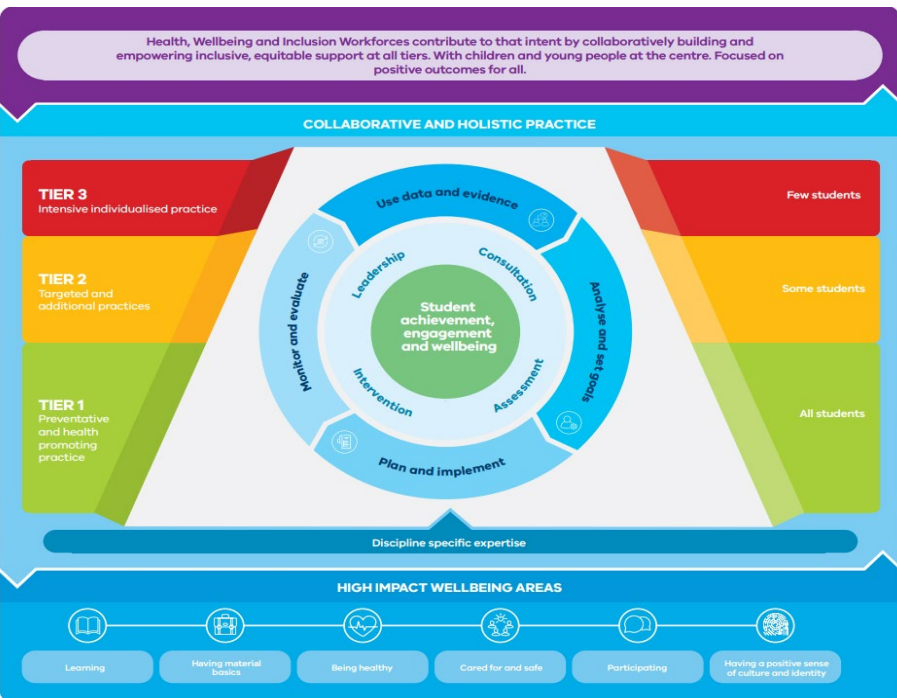 Health, Wellbeing and Inclusion Workforces contribute to that intent by collaboratively building and
empowering inclusive, equitable support at all tiers. With children and young people at the centre. Focused on
positive outcomes for all.
COLLABORATIVE AND HOLISTIC PRACTICE
TIER 3
Intensive individualised practice
Few students
TIER 2
Targeted and
additional practices
Some students
TIER 1
Preventative
and health
promoting
practice
All students
Use data and evidence
Analyse and set goals
Plan and implement
Monitor and evaluate
Leadership
Consultation
Assessment
Intervention
Student
achievement,
engagement
and wellbeing
Discipline specific expertise
HIGH IMPACT WELLBEING AREAS
Learning
Having material
basics
Being healthy
Cared for and safe
Participating
Having a positive sense
of culture and identity